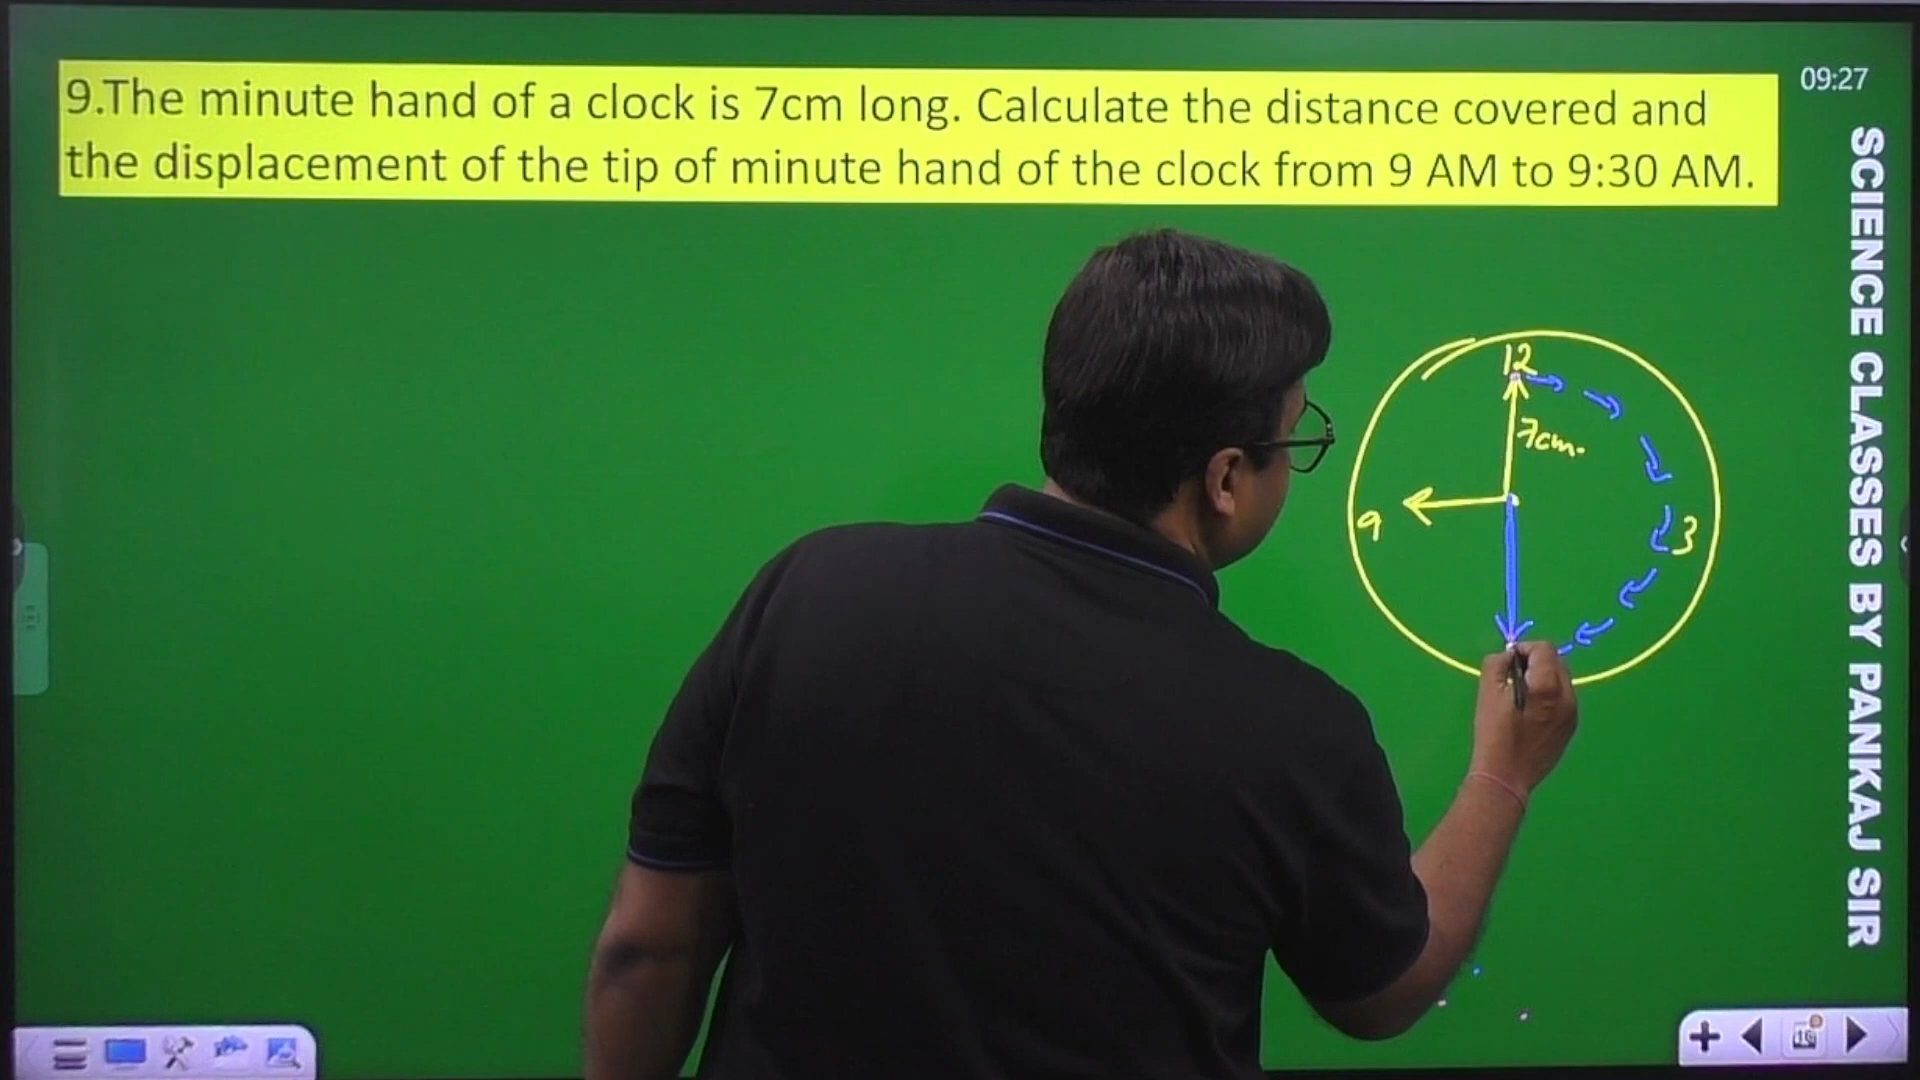 9.The minute hand of a clock is 7cm long. Calculate the distance covered and
the displacement of the tip of minute hand of the clock from 9 AM to 9:30 AM.
09:27
SCIENCE CLASSES BY PANKAJ SIR
12
7cm.
9
3
16